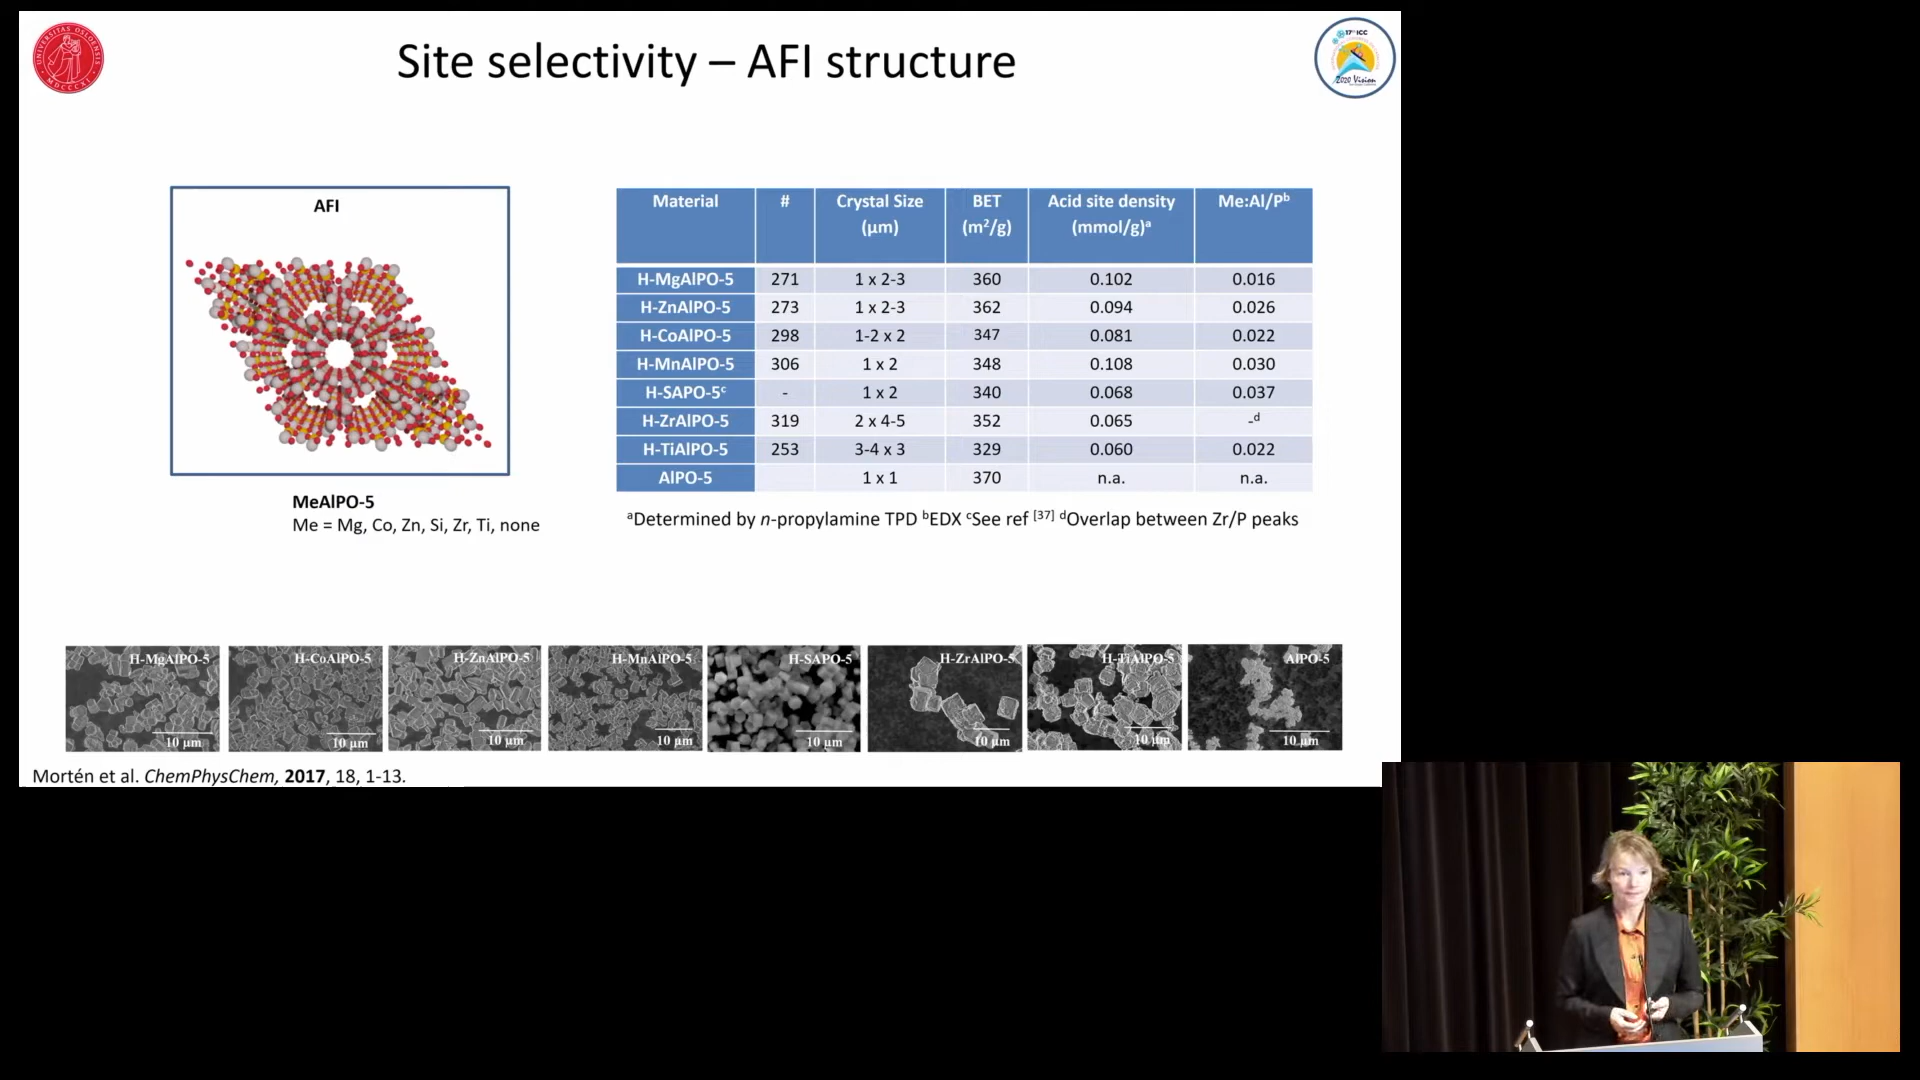 Site selectivity – AFI structure
UNIVERSITAS OSLOENSIS
MDCCCXI
17th ICC
2020 Vision
AFI
MeAlPO-5
Me = Mg, Co, Zn, Si, Zr, Ti, none
Material # Crystal Size (µm) BET (m²/g) Acid site density (mmol/g)ᵃ Me:Al/Pᵇ
H-MgAlPO-5 271 1 x 2-3 360 0.102 0.016
H-ZnAlPO-5 273 1 x 2-3 362 0.094 0.026
H-CoAlPO-5 298 1-2 x 2 347 0.081 0.022
H-MnAlPO-5 306 1 x 2 348 0.108 0.030
H-SAPO-5ᶜ - 1 x 2 340 0.068 0.037
H-ZrAlPO-5 319 2 x 4-5 352 0.065 -ᵈ
H-TiAlPO-5 253 3-4 x 3 329 0.060 0.022
AlPO-5 1 x 1 370 n.a. n.a.
ᵃDetermined by n-propylamine TPD ᵇEDX ᶜSee ref [37] ᵈOverlap between Zr/P peaks
H-MgAlPO-5
10 µm
H-CoAlPO-5
10 µm
H-ZnAlPO-5
10 µm
H-MnAlPO-5
10 µm
H-SAPO-5
10 µm
H-ZrAlPO-5
10 µm
H-TiAlPO-5
10 µm
AlPO-5
10 µm
Mortén et al. ChemPhysChem, 2017, 18, 1-13.